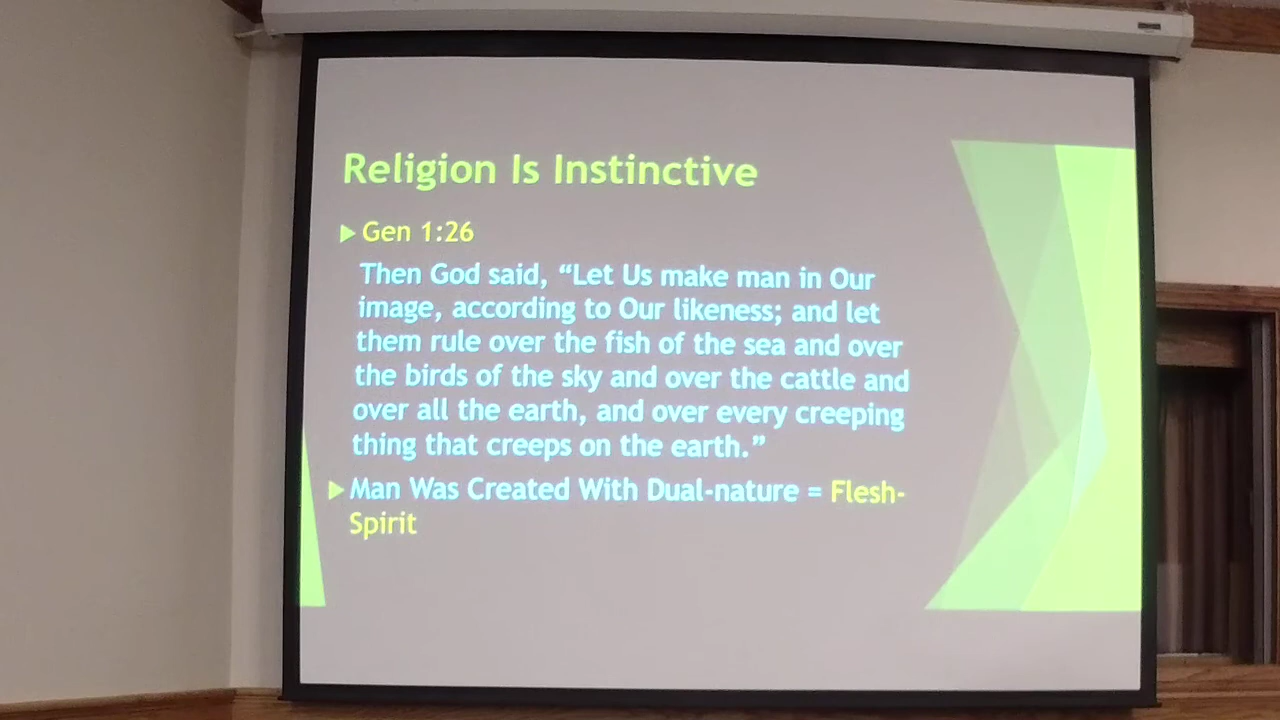 Religion Is Instinctive
Gen 1:26
Then God said, “Let Us make man in Our
image, according to Our likeness; and let
them rule over the fish of the sea and over
the birds of the sky and over the cattle and
over all the earth, and over every creeping
thing that creeps on the earth.”
Man Was Created With Dual-nature = Flesh-
Spirit